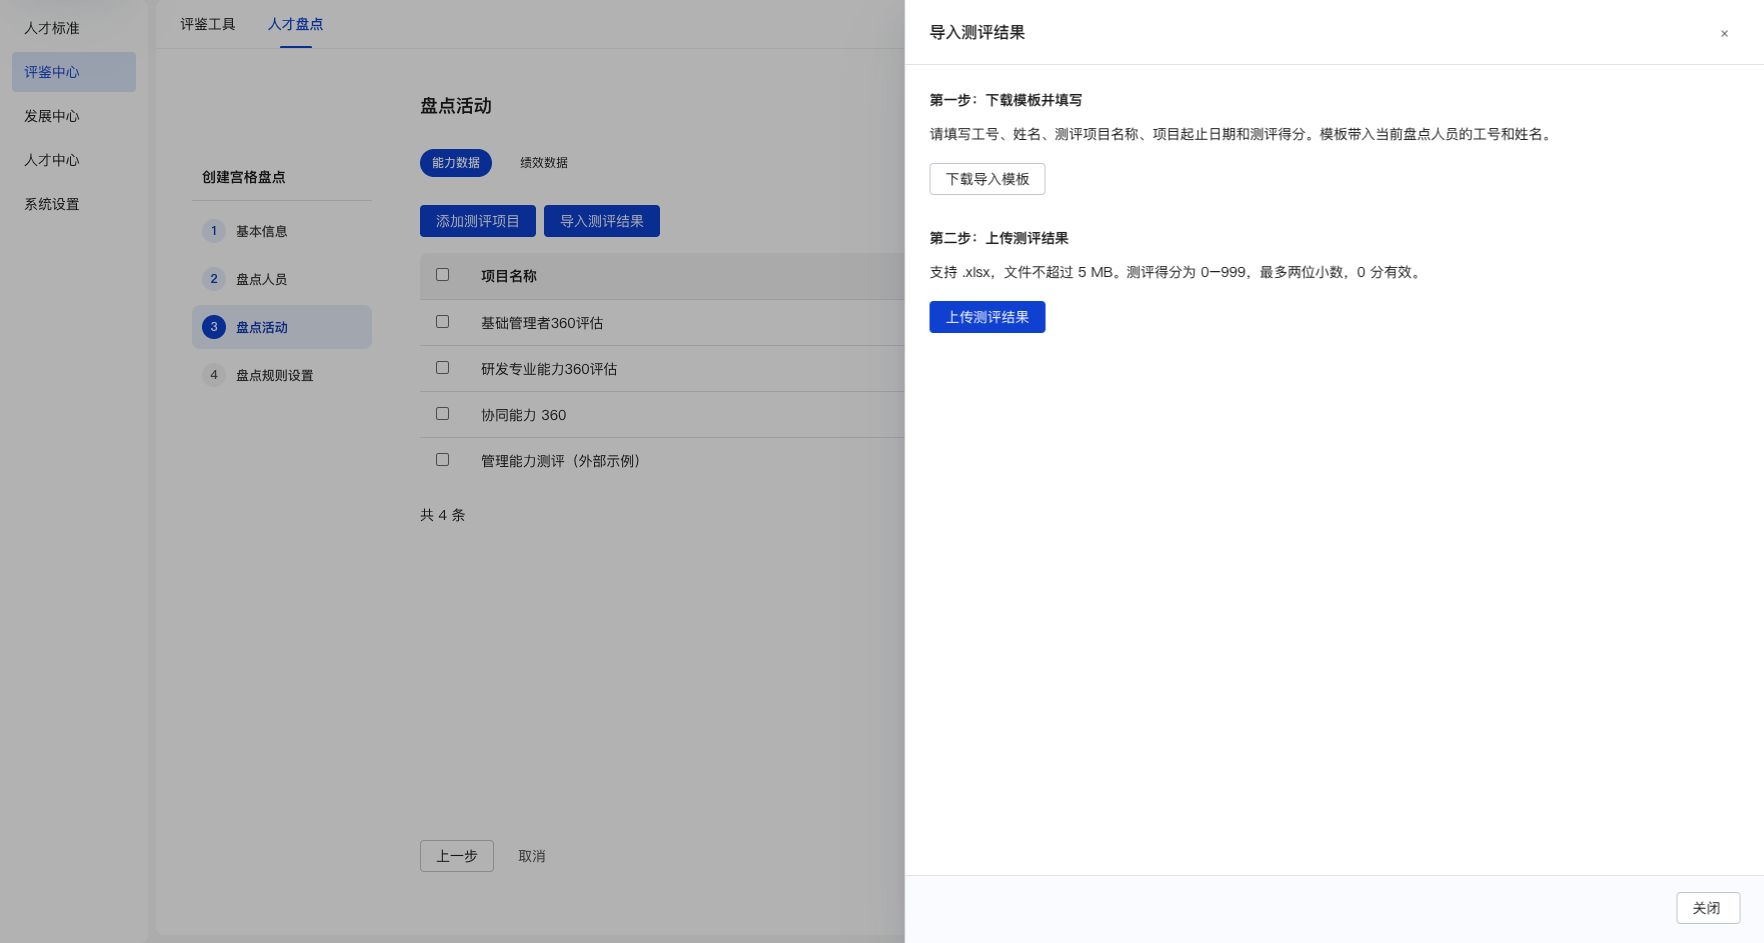 人才标准
评鉴中心
发展中心
人才中心
系统设置
评鉴工具
人才盘点
创建宫格盘点
1 基本信息
2 盘点人员
3 盘点活动
4 盘点规则设置
盘点活动
能力数据 绩效数据
添加测评项目 导入测评结果
项目名称
基础管理者360评估
研发专业能力360评估
协同能力 360
管理能力测评（外部示例）
共 4 条
上一步 取消
导入测评结果 ×
第一步：下载模板并填写
请填写工号、姓名、测评项目名称、项目起止日期和测评得分。模板带入当前盘点人员的工号和姓名。
下载导入模板
第二步：上传测评结果
支持 .xlsx，文件不超过 5 MB。测评得分为 0—999，最多两位小数，0 分有效。
上传测评结果
关闭